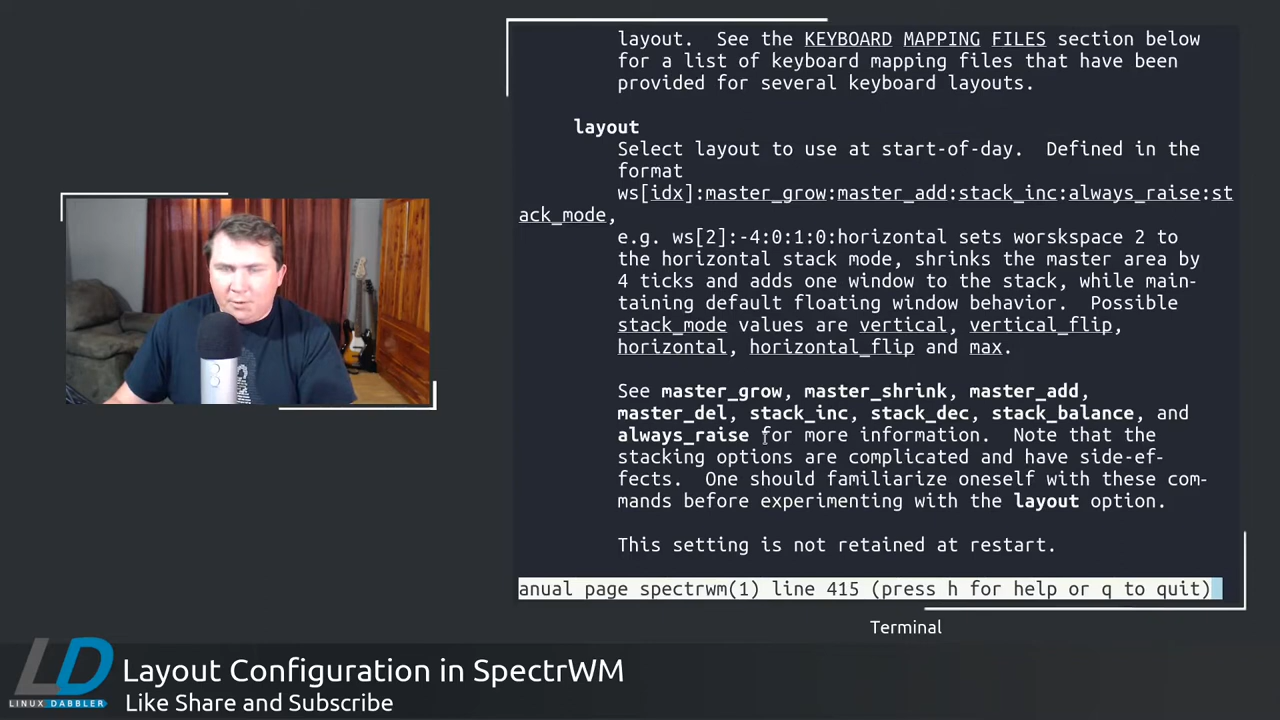 layout.  See the KEYBOARD MAPPING FILES section below
for a list of keyboard mapping files that have been
provided for several keyboard layouts.
layout
Select layout to use at start-of-day.  Defined in the
format
ws[idx]:master_grow:master_add:stack_inc:always_raise:st
ack_mode,
e.g. ws[2]:-4:0:1:0:horizontal sets worskspace 2 to
the horizontal stack mode, shrinks the master area by
4 ticks and adds one window to the stack, while main-
taining default floating window behavior.  Possible
stack_mode values are vertical, vertical_flip,
horizontal, horizontal_flip and max.
See master_grow, master_shrink, master_add,
master_del, stack_inc, stack_dec, stack_balance, and
always_raise for more information.  Note that the
stacking options are complicated and have side-ef-
fects.  One should familiarize oneself with these com-
mands before experimenting with the layout option.
This setting is not retained at restart.
anual page spectrwm(1) line 415 (press h for help or q to quit)
Terminal
LD
LINUX DABBLER
Layout Configuration in SpectrWM
Like Share and Subscribe